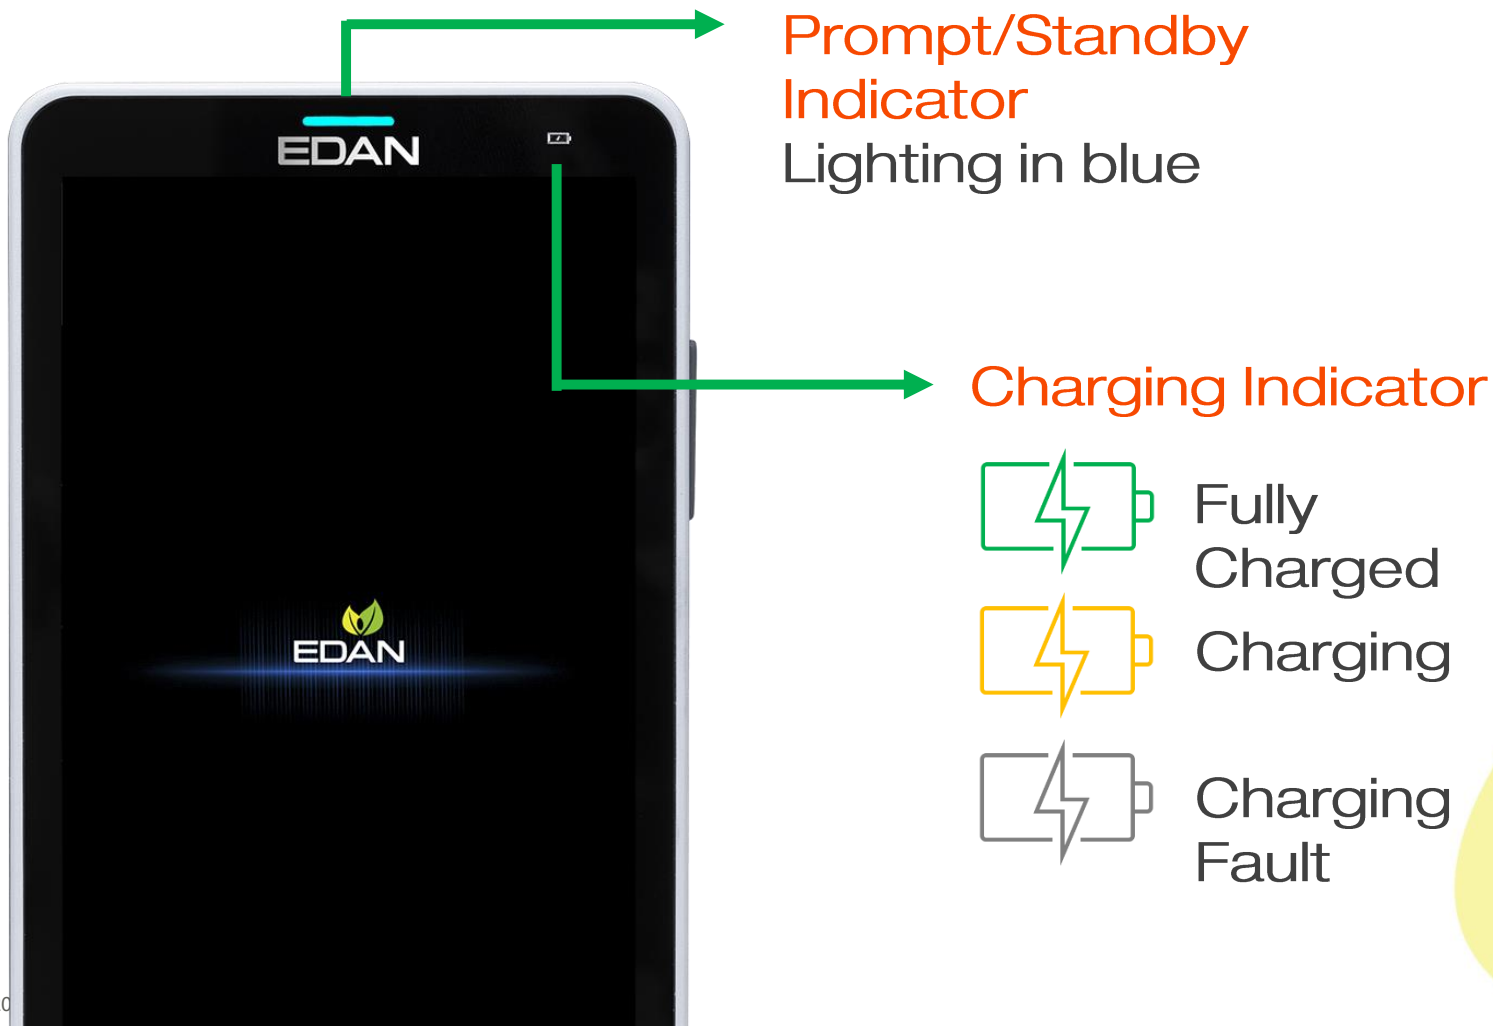 Prompt/Standby
Indicator
Lighting in blue
EDAN
Charging Indicator
Fully
Charged
EDAN
Charging
Charging
Fault